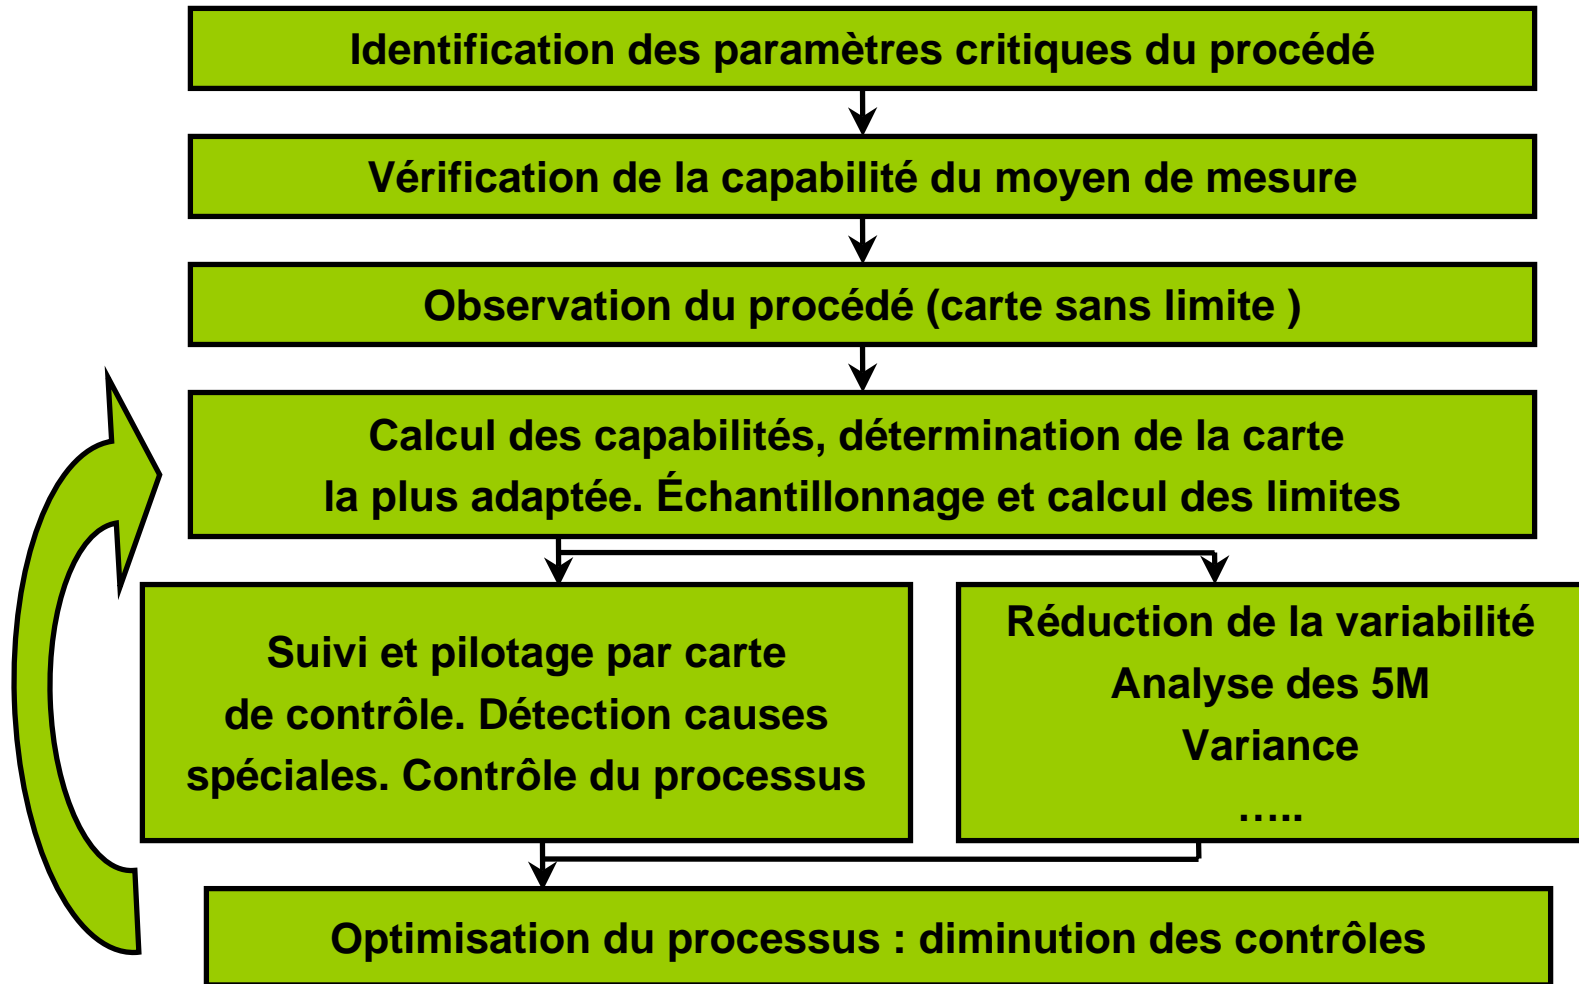 Identification des paramètres critiques du procédé
Vérification de la capabilité du moyen de mesure
Observation du procédé (carte sans limite )
Calcul des capabilités, détermination de la carte
la plus adaptée. Échantillonnage et calcul des limites
Suivi et pilotage par carte
de contrôle. Détection causes
spéciales. Contrôle du processus
Réduction de la variabilité
Analyse des 5M
Variance
…..
Optimisation du processus : diminution des contrôles